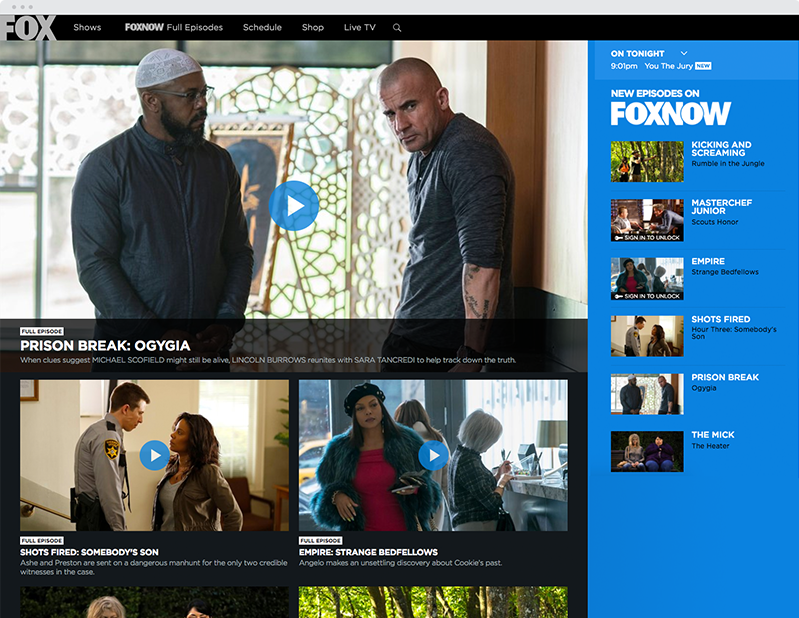 FOX
Shows
FOXNOW Full Episodes
Schedule
Shop
Live TV
FULL EPISODE
PRISON BREAK: OGYGIA
When clues suggest MICHAEL SCOFIELD might still be alive, LINCOLN BURROWS reunites with SARA TANCREDI to help track down the truth.
FULL EPISODE
SHOTS FIRED: SOMEBODY'S SON
Ashe and Preston are sent on a dangerous manhunt for the only two credible
witnesses in the case.
FULL EPISODE
EMPIRE: STRANGE BEDFELLOWS
Angelo makes an unsettling discovery about Cookie's past.
ON TONIGHT
9:01pm You The Jury NEW
NEW EPISODES ON
FOXNOW
KICKING AND
SCREAMING
Rumble in the Jungle
MASTERCHEF
JUNIOR
Scouts Honor
SIGN IN TO UNLOCK
EMPIRE
Strange Bedfellows
SIGN IN TO UNLOCK
SHOTS FIRED
Hour Three: Somebody's
Son
PRISON BREAK
Ogygia
THE MICK
The Heater